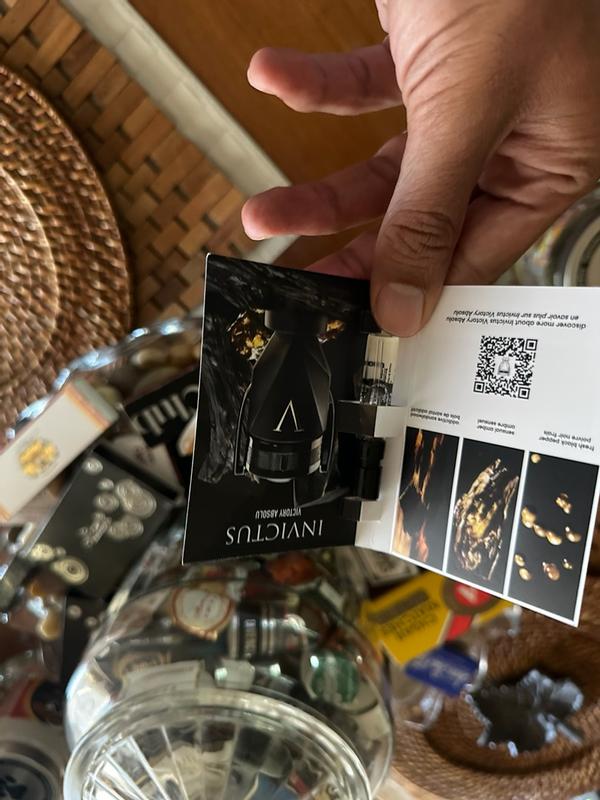 INVICTUS
VICTORY ABSOLU
V
fresh black pepper
poivre noir frais
sensual amber
ambre sensuel
addictive sandalwood
bois de santal addictif
discover more about Invictus Victory Absolu
en savoir plus sur Invictus Victory Absolu
Club